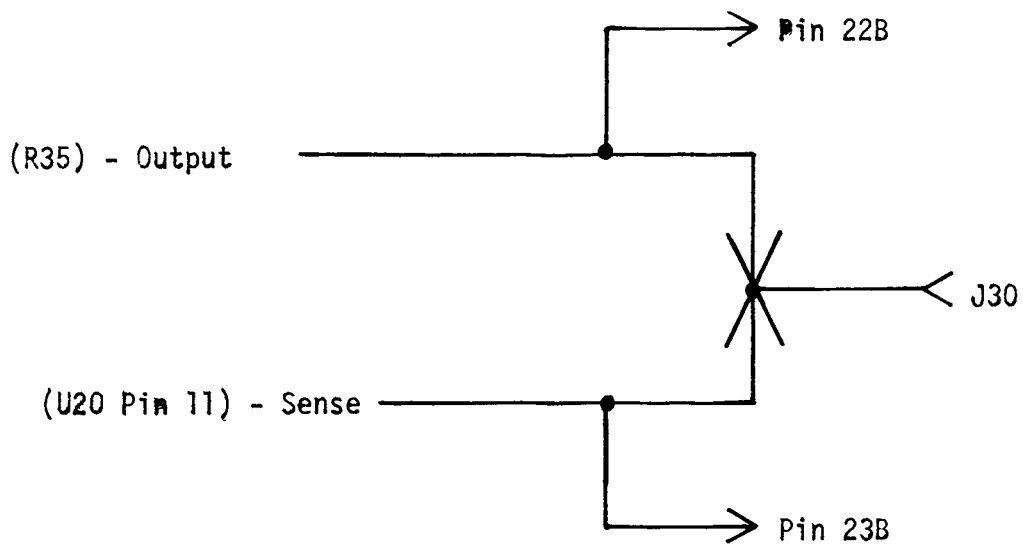 Pin 22B
(R35) - Output
J30
(U20 Pin 11) - Sense
Pin 23B